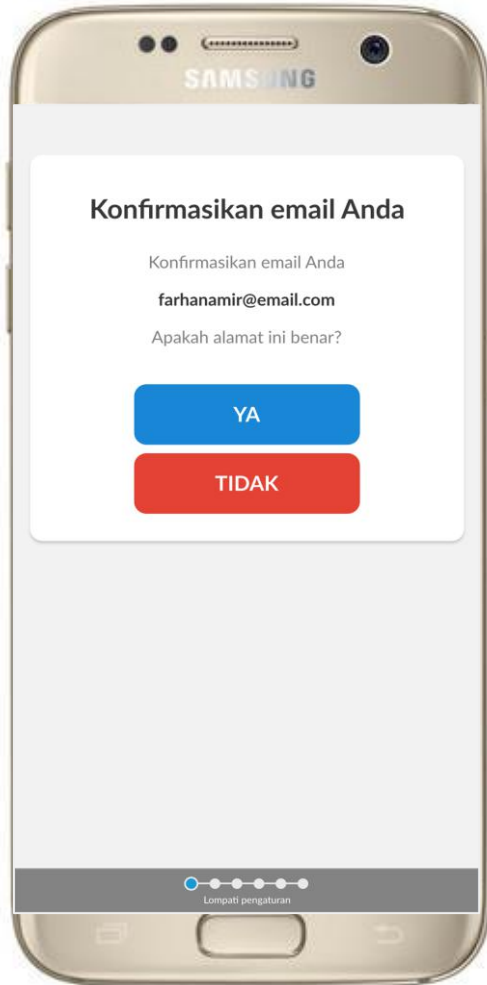 SAMSUNG
Konfirmasikan email Anda
Konfirmasikan email Anda
farhanamir@email.com
Apakah alamat ini benar?
YA
TIDAK
Lompati pengaturan